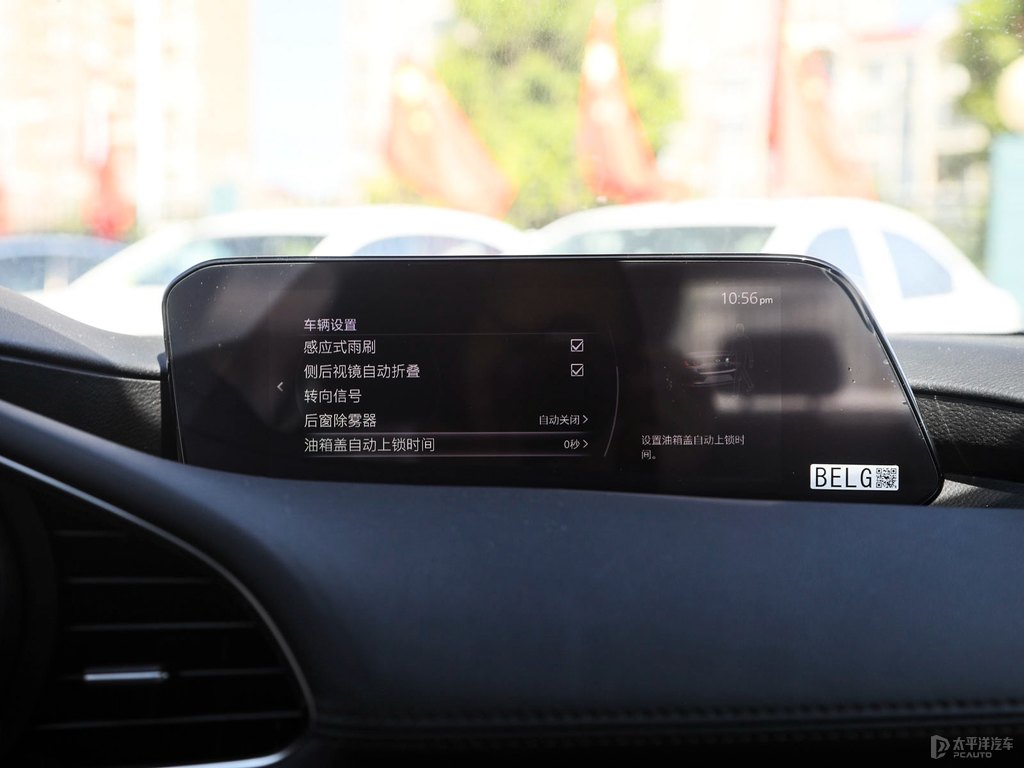 10:56pm
车辆设置
感应式雨刷
侧后视镜自动折叠
转向信号
后窗除雾器 自动关闭
油箱盖自动上锁时间 0秒
设置油箱盖自动上锁时
间。
BELG
太平洋汽车
PCAUTO